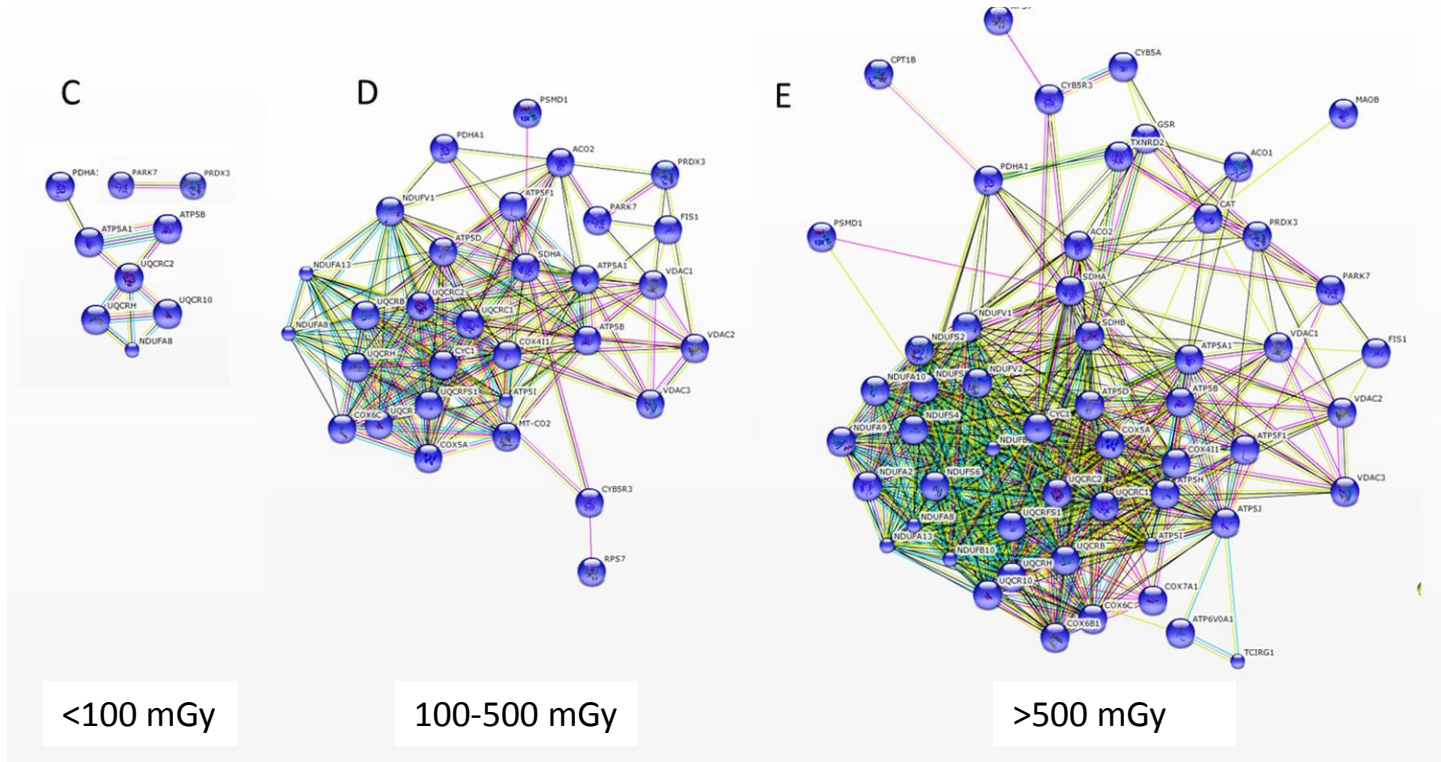 C
PDHA1
PARK7
PRDX3
ATP5B
ATP5A1
UQCRC2
UQCRH
UQCR10
NDUFA8
<100 mGy
D
PSMD1
PDHA1
ACO2
PRDX3
NDUFV1
ATP5F1
PARK7
FIS1
ATP5D
SDHA
NDUFA13
ATP5A1
VDAC1
UQCRB
UQCRC2
UQCRC1
NDUFA8
ATP5B
VDAC2
COX4I1
CYC1
UQCRH
UQCRFS1
ATP5I
VDAC3
COX6C
MT-CO2
COX5A
CYB5R3
RPS7
100-500 mGy
E
CPT1B
CYB5A
CYB5R3
MAOB
GSR
TXNRD2
ACO1
PDHA1
CAT
PSMD1
PRDX3
ACO2
SDHA
PARK7
NDUFV1
SDHB
VDAC1
FIS1
NDUFS2
ATP5A1
NDUFA10
NDUFV2
ATP5D
ATP5B
VDAC2
NDUFS4
CYC1
NDUFA9
COX5A
ATP5F1
COX4I1
NDUFA2
NDUFS6
UQCRC2
ATP5H
VDAC3
UQCRC1
NDUFA8
UQCRFS1
ATP5J
NDUFA13
ATP5I
NDUFB10
UQCRB
UQCRH
UQCR10
COX7A1
COX6C
COX6B1
ATP6V0A1
TCIRG1
>500 mGy